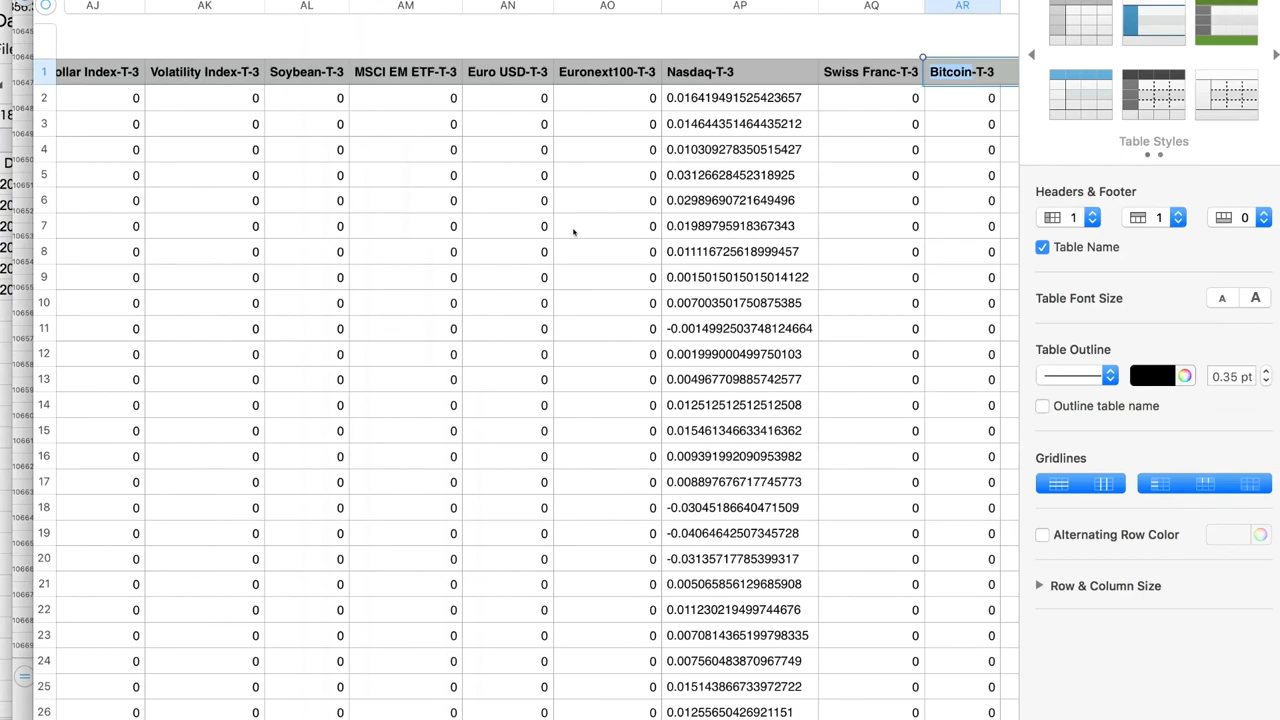 AJ AK AL AM AN AO AP AQ AR
1 ollar Index-T-3 Volatility Index-T-3 Soybean-T-3 MSCI EM ETF-T-3 Euro USD-T-3 Euronext100-T-3 Nasdaq-T-3 Swiss Franc-T-3 Bitcoin-T-3
2 0 0 0 0 0 0 0.016419491525423657 0 0
3 0 0 0 0 0 0 0.014644351464435212 0 0
4 0 0 0 0 0 0 0.010309278350515427 0 0
5 0 0 0 0 0 0 0.03126628452318925 0 0
6 0 0 0 0 0 0 0.02989690721649496 0 0
7 0 0 0 0 0 0 0.01989795918367343 0 0
8 0 0 0 0 0 0 0.011116725618999457 0 0
9 0 0 0 0 0 0 0.0015015015015014122 0 0
10 0 0 0 0 0 0 0.007003501750875385 0 0
11 0 0 0 0 0 0 -0.0014992503748124664 0 0
12 0 0 0 0 0 0 0.001999000499750103 0 0
13 0 0 0 0 0 0 0.004967709885742577 0 0
14 0 0 0 0 0 0 0.012512512512512508 0 0
15 0 0 0 0 0 0 0.015461346633416362 0 0
16 0 0 0 0 0 0 0.009391992090953982 0 0
17 0 0 0 0 0 0 0.008897676717745773 0 0
18 0 0 0 0 0 0 -0.03045186640471509 0 0
19 0 0 0 0 0 0 -0.04064642507345728 0 0
20 0 0 0 0 0 0 -0.03135717785399317 0 0
21 0 0 0 0 0 0 0.005065856129685908 0 0
22 0 0 0 0 0 0 0.011230219499744676 0 0
23 0 0 0 0 0 0 0.0070814365199798335 0 0
24 0 0 0 0 0 0 0.007560483870967749 0 0
25 0 0 0 0 0 0 0.015143866733972722 0 0
26 0 0 0 0 0 0 0.01255650426921151 0 0
Table Styles
Headers & Footer
1 1 0
Table Name
Table Font Size A A
Table Outline
0.35 pt
Outline table name
Gridlines
Alternating Row Color
Row & Column Size